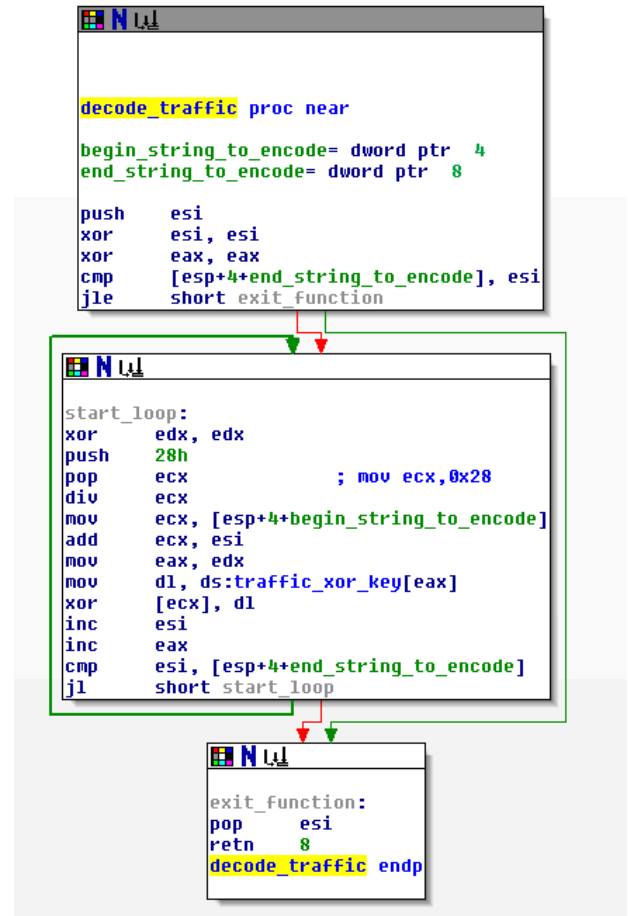 decode_traffic proc near
begin_string_to_encode= dword ptr  4
end_string_to_encode= dword ptr  8
push    esi
xor     esi, esi
xor     eax, eax
cmp     [esp+4+end_string_to_encode], esi
jle     short exit_function
start_loop:
xor     edx, edx
push    28h
pop     ecx             ; mov ecx,0x28
div     ecx
mov     ecx, [esp+4+begin_string_to_encode]
add     ecx, esi
mov     eax, edx
mov     dl, ds:traffic_xor_key[eax]
xor     [ecx], dl
inc     esi
inc     eax
cmp     esi, [esp+4+end_string_to_encode]
jl      short start_loop
exit_function:
pop     esi
retn    8
decode_traffic endp